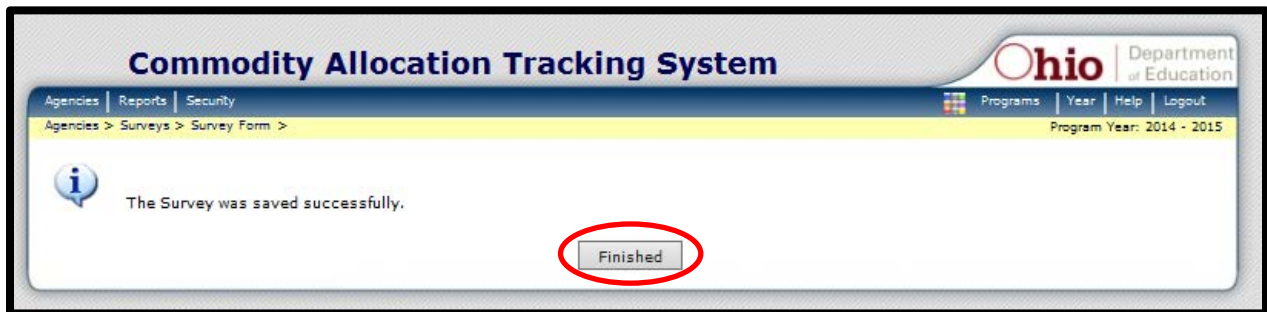 Commodity Allocation Tracking System
Ohio Department of Education
Agencies | Reports | Security
Programs | Year | Help | Logout
Agencies > Surveys > Survey Form >
Program Year: 2014 - 2015
i
The Survey was saved successfully.
Finished